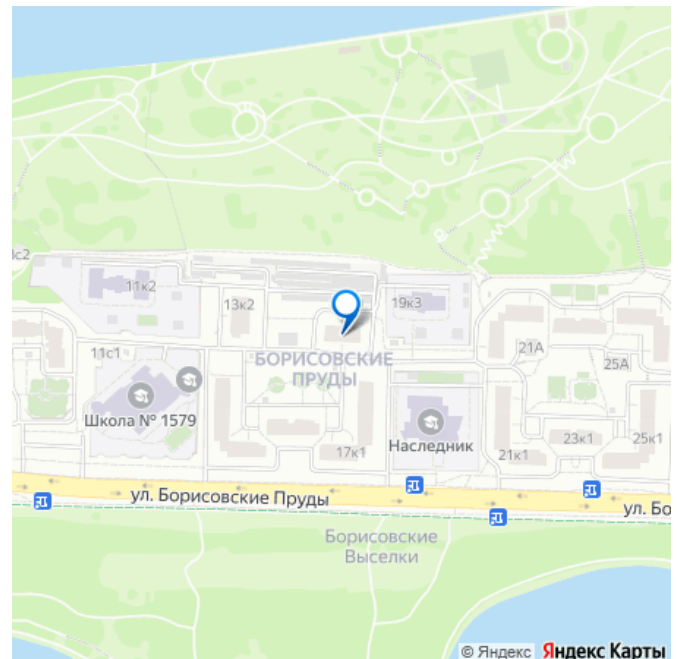 11к2
13к2
19к3
21А
11с1
БОРИСОВСКИЕ
ПРУДЫ
25А
Школа № 1579
17к1
Наследник
21к1
23к1
25к1
ул. Борисовские Пруды
ул. Бо
Борисовские
Выселки
© Яндекс Яндекс Карты